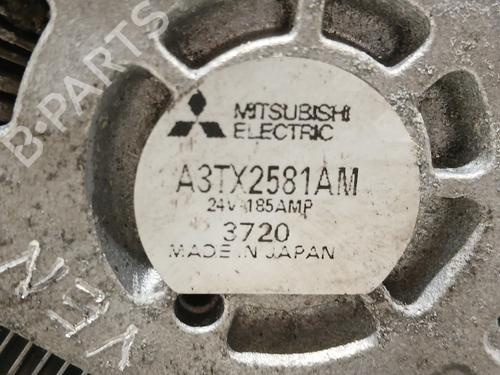 B-PARTS
MITSUBISHI
ELECTRIC
A3TX2581AM
24V-185AMP
3720
MADE IN JAPAN